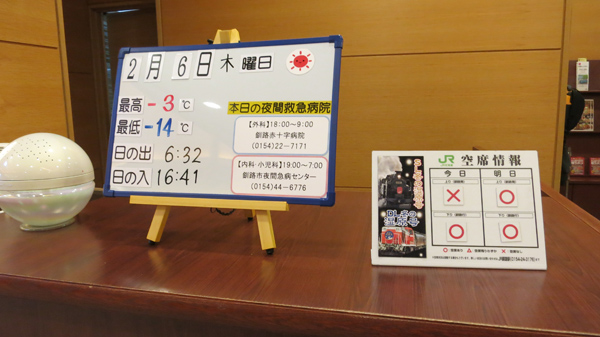 2月6日 木曜日
最高 -3℃
最低 -14℃
日の出 6:32
日の入 16:41
本日の夜間救急病院
【外科】18:00~9:00
釧路赤十字病院
(0154)22-7171
【内科・小児科】19:00~7:00
釧路市夜間急病センター
(0154)44-6776
JR 空席情報
今日 明日
× ○
○ ○